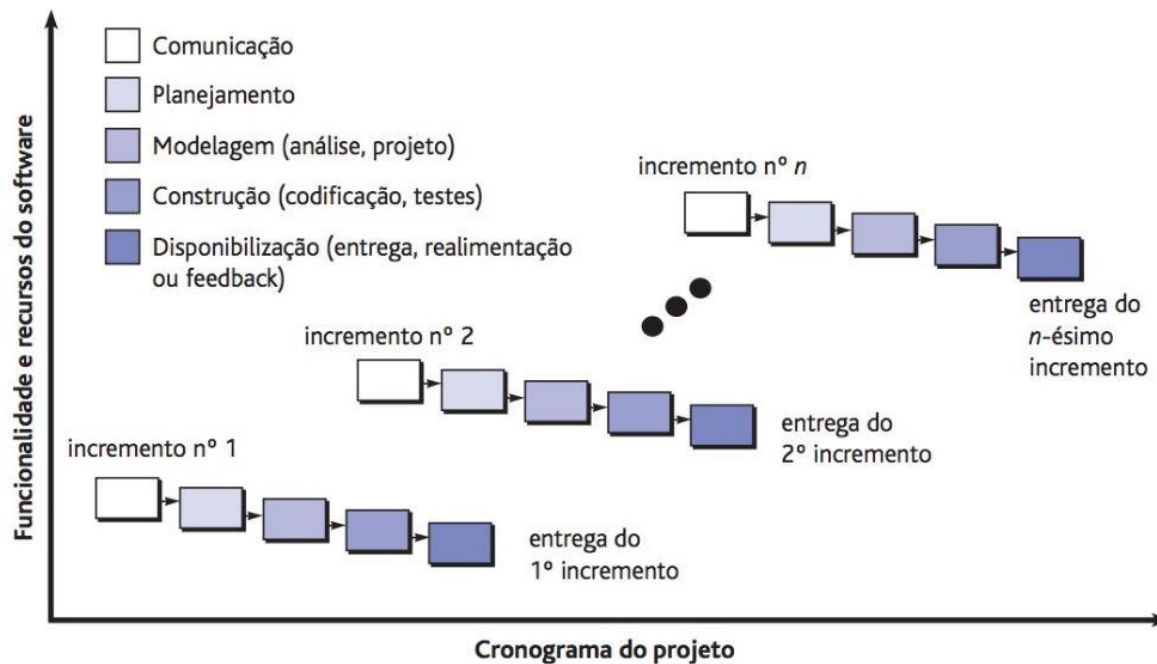 Funcionalidade e recursos do software
Comunicação
Planejamento
Modelagem (análise, projeto)
Construção (codificação, testes)
Disponibilização (entrega, realimentação
ou feedback)
incremento nº n
entrega do
n-ésimo
incremento
incremento nº 2
entrega do
2º incremento
incremento nº 1
entrega do
1º incremento
Cronograma do projeto